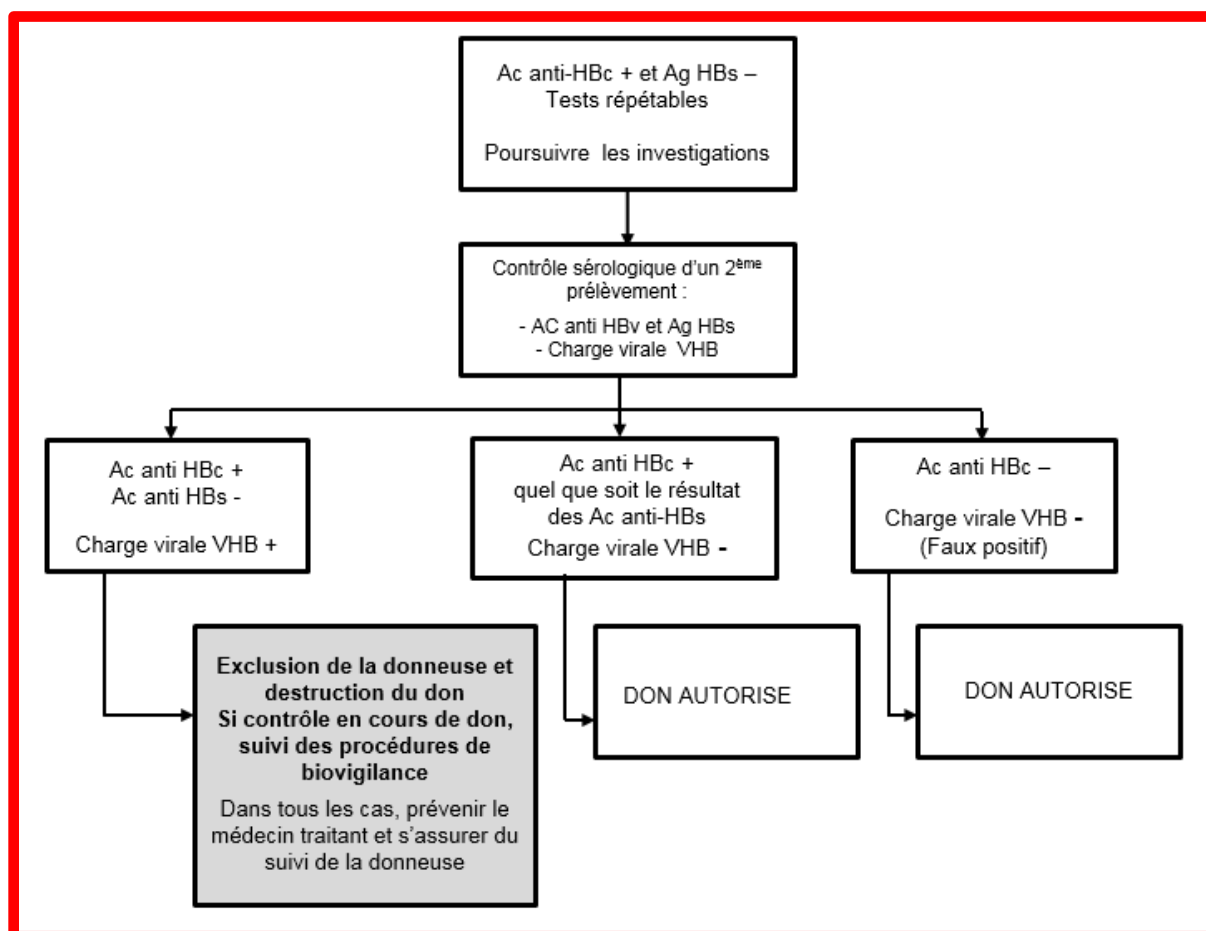 Ac anti-HBc + et Ag HBs –
Tests répétables
Poursuivre les investigations
Contrôle sérologique d'un 2ème
prélèvement :
- AC anti HBv et Ag HBs
- Charge virale VHB
Ac anti HBc +
Ac anti HBs -
Charge virale VHB +
Ac anti HBc +
quel que soit le résultat
des Ac anti-HBs
Charge virale VHB -
Ac anti HBc –
Charge virale VHB -
(Faux positif)
Exclusion de la donneuse et
destruction du don
Si contrôle en cours de don,
suivi des procédures de
biovigilance
Dans tous les cas, prévenir le
médecin traitant et s'assurer du
suivi de la donneuse
DON AUTORISE
DON AUTORISE